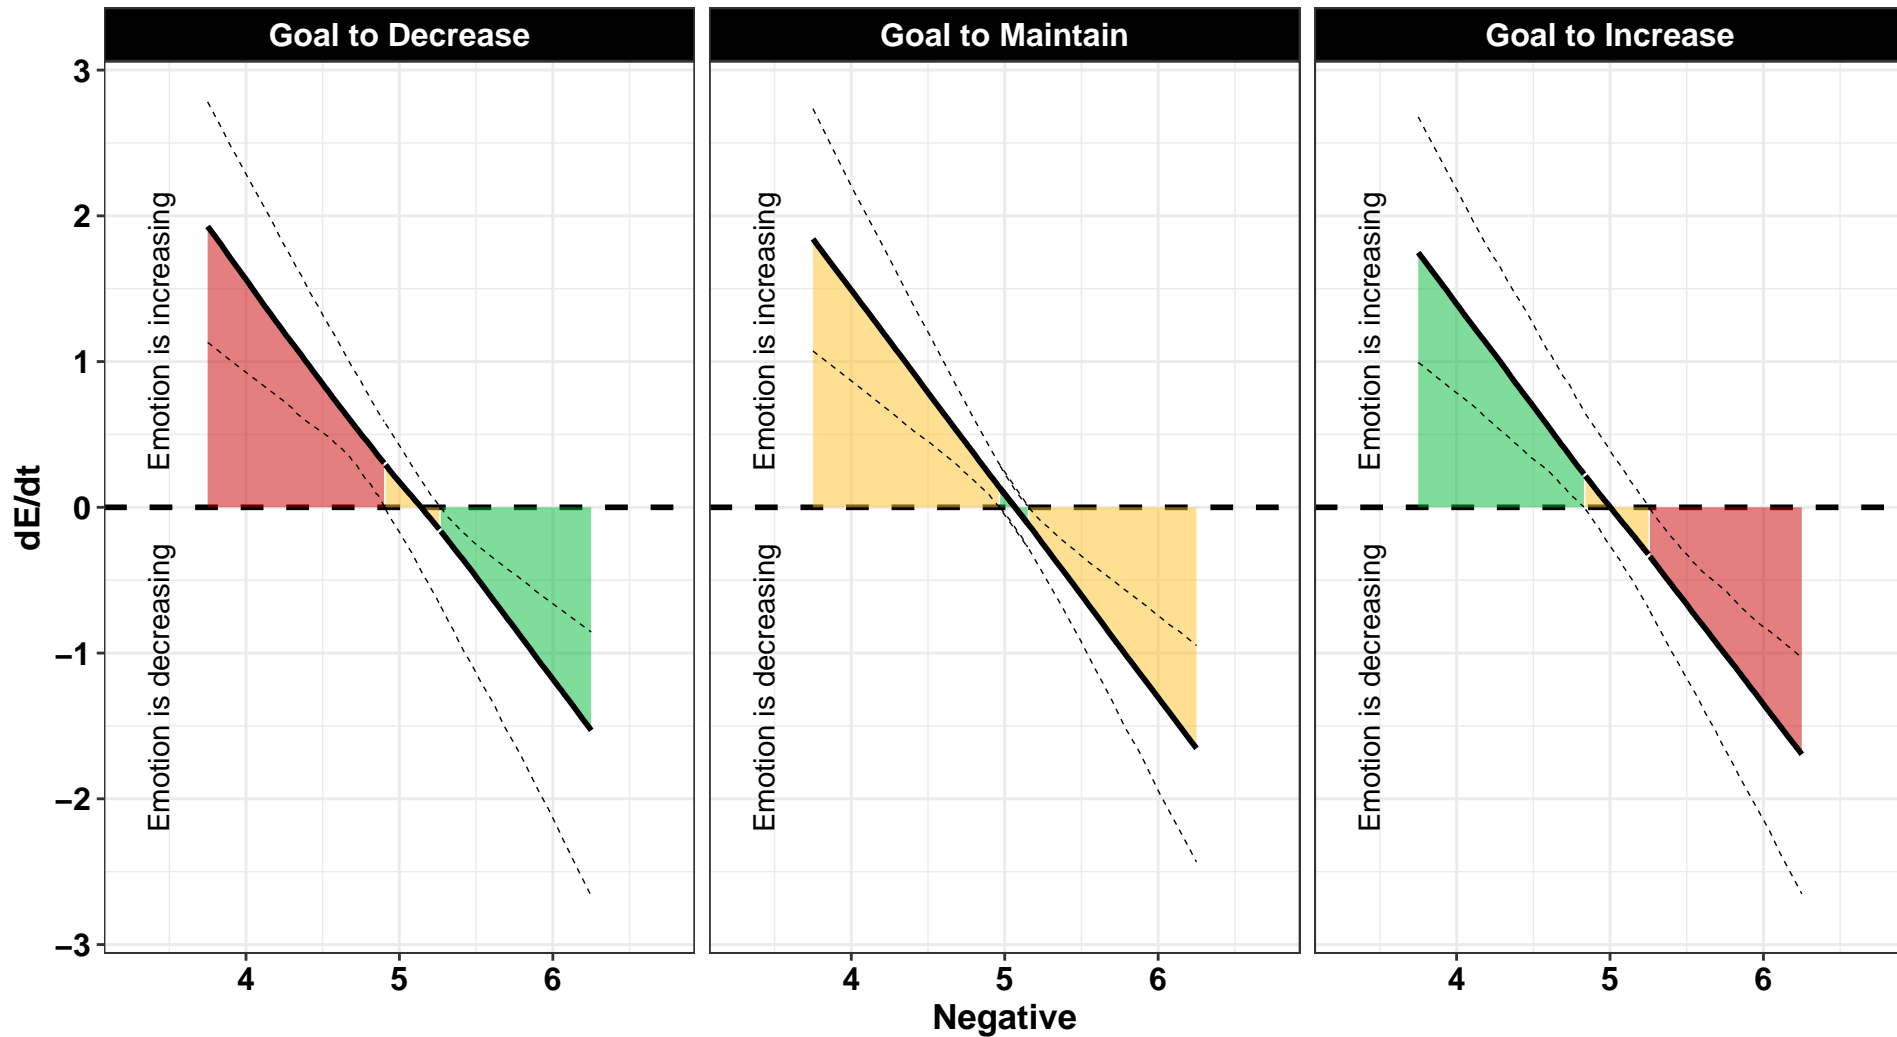 Goal to Decrease
Goal to Maintain
Goal to Increase
dE/dt
3
2
1
0
−1
−2
−3
Emotion is increasing
Emotion is decreasing
Emotion is increasing
Emotion is decreasing
Emotion is increasing
Emotion is decreasing
4 5 6
4 5 6
4 5 6
Negative